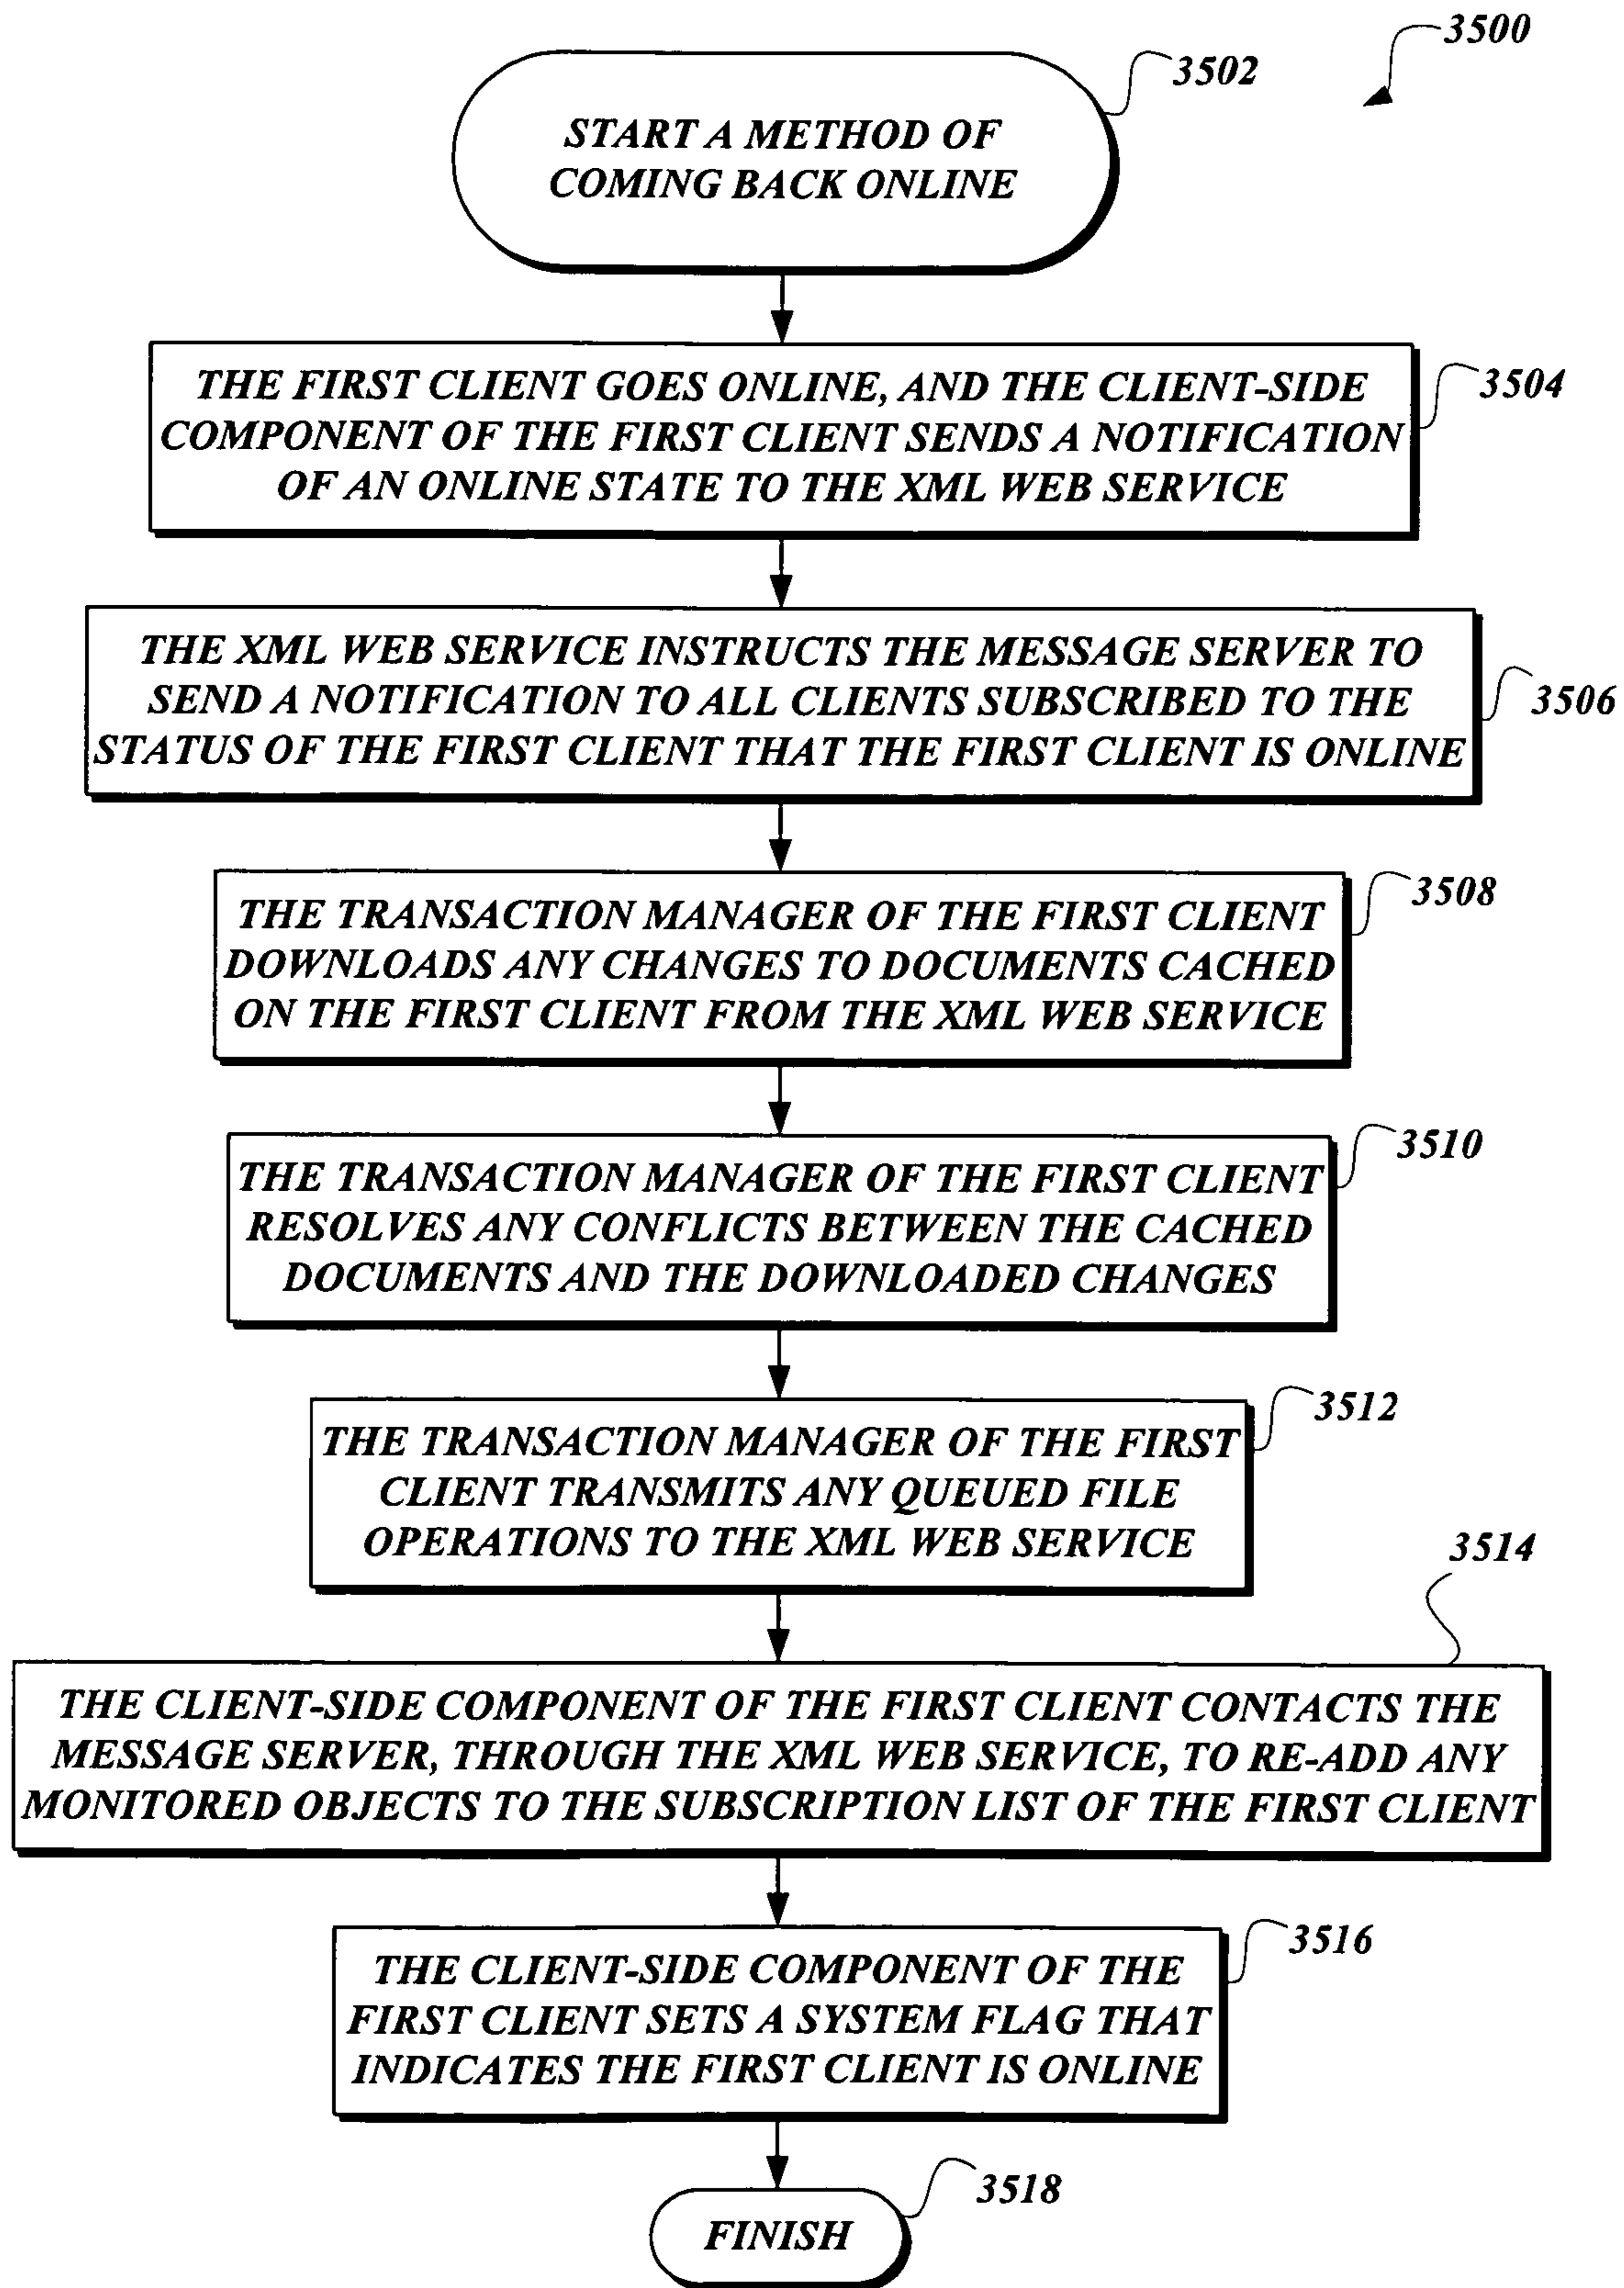 3500
3502
START A METHOD OF
COMING BACK ONLINE
3504
THE FIRST CLIENT GOES ONLINE, AND THE CLIENT-SIDE
COMPONENT OF THE FIRST CLIENT SENDS A NOTIFICATION
OF AN ONLINE STATE TO THE XML WEB SERVICE
3506
THE XML WEB SERVICE INSTRUCTS THE MESSAGE SERVER TO
SEND A NOTIFICATION TO ALL CLIENTS SUBSCRIBED TO THE
STATUS OF THE FIRST CLIENT THAT THE FIRST CLIENT IS ONLINE
3508
THE TRANSACTION MANAGER OF THE FIRST CLIENT
DOWNLOADS ANY CHANGES TO DOCUMENTS CACHED
ON THE FIRST CLIENT FROM THE XML WEB SERVICE
3510
THE TRANSACTION MANAGER OF THE FIRST CLIENT
RESOLVES ANY CONFLICTS BETWEEN THE CACHED
DOCUMENTS AND THE DOWNLOADED CHANGES
3512
THE TRANSACTION MANAGER OF THE FIRST
CLIENT TRANSMITS ANY QUEUED FILE
OPERATIONS TO THE XML WEB SERVICE
3514
THE CLIENT-SIDE COMPONENT OF THE FIRST CLIENT CONTACTS THE
MESSAGE SERVER, THROUGH THE XML WEB SERVICE, TO RE-ADD ANY
MONITORED OBJECTS TO THE SUBSCRIPTION LIST OF THE FIRST CLIENT
3516
THE CLIENT-SIDE COMPONENT OF THE
FIRST CLIENT SETS A SYSTEM FLAG THAT
INDICATES THE FIRST CLIENT IS ONLINE
3518
FINISH